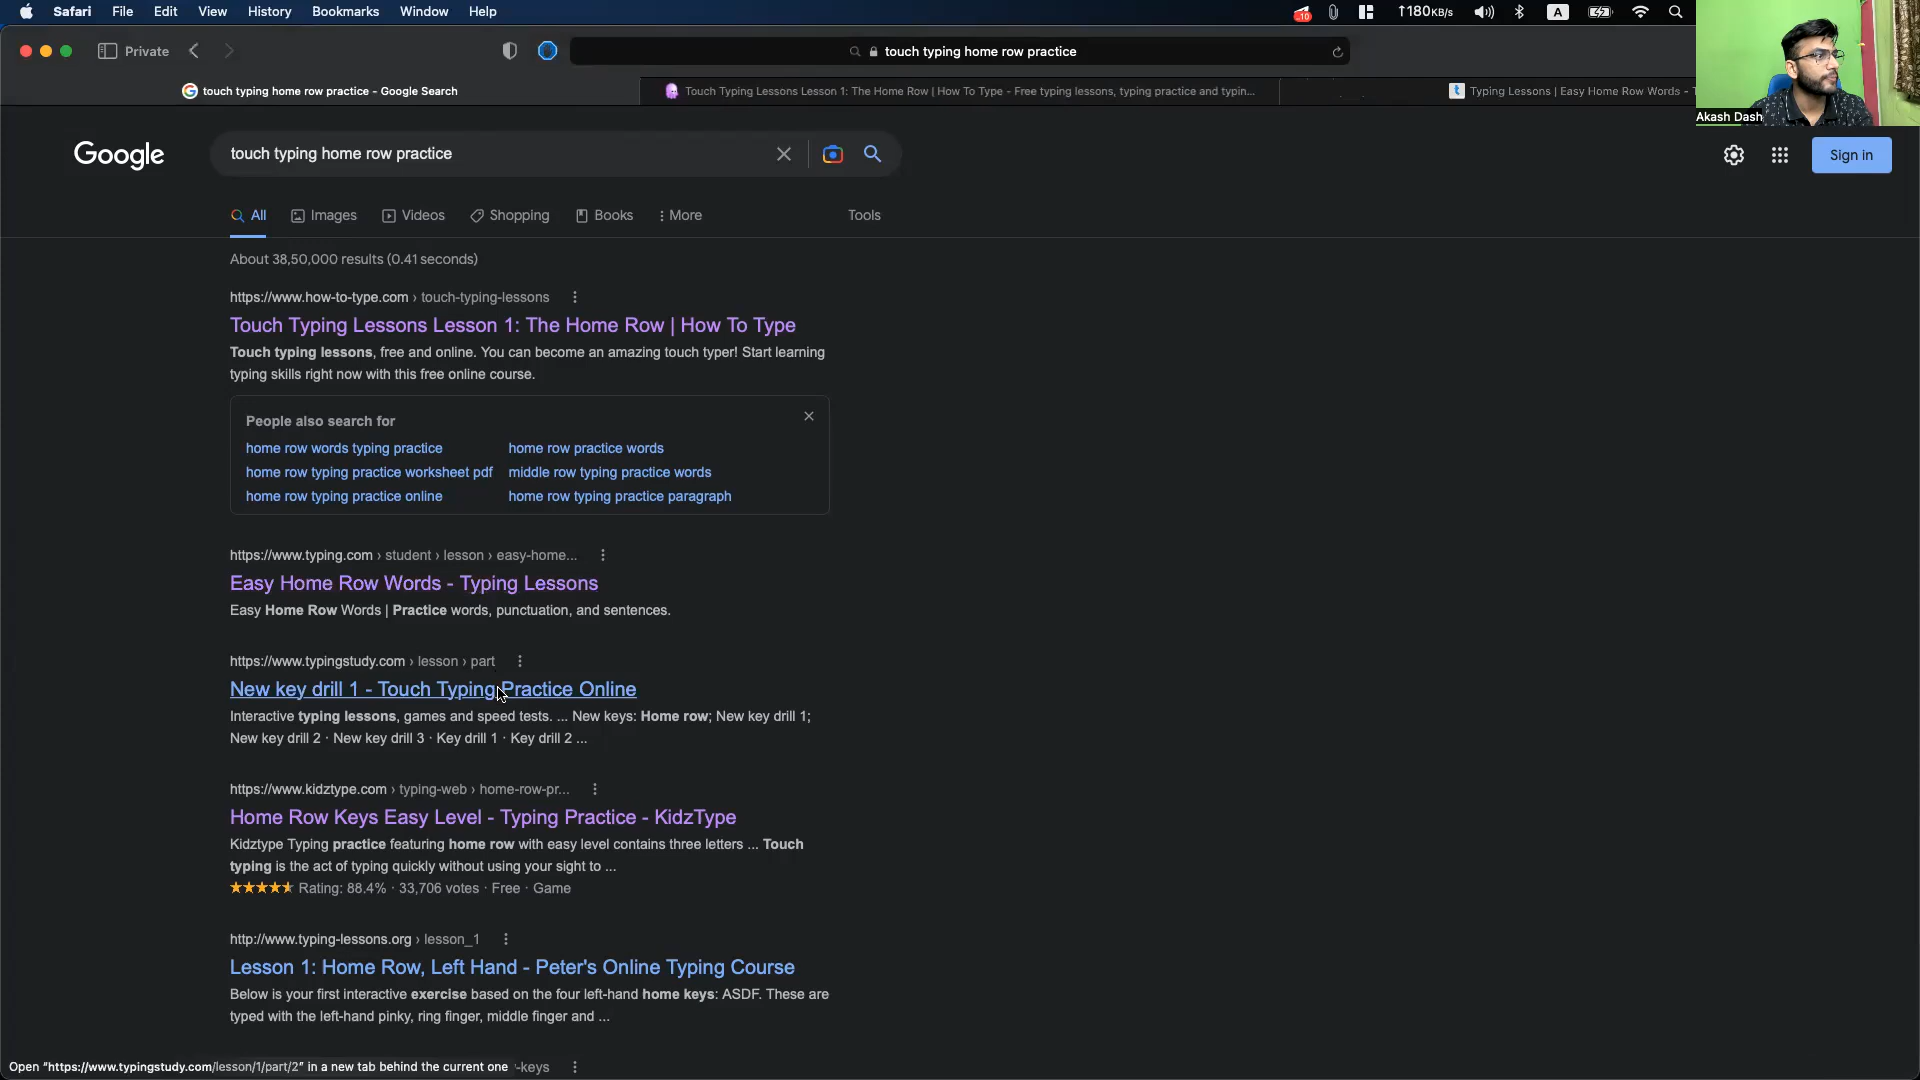 Safari File Edit View History Bookmarks Window Help
10 ↑180KB/s A
Private touch typing home row practice
touch typing home row practice - Google Search
Touch Typing Lessons Lesson 1: The Home Row | How To Type - Free typing lessons, typing practice and typin...
Typing Lessons | Easy Home Row Words - T
Akash Dash
Google
touch typing home row practice
Sign in
All Images Videos Shopping Books More Tools
About 38,50,000 results (0.41 seconds)
https://www.how-to-type.com › touch-typing-lessons
Touch Typing Lessons Lesson 1: The Home Row | How To Type
Touch typing lessons, free and online. You can become an amazing touch typer! Start learning
typing skills right now with this free online course.
People also search for
home row words typing practice home row practice words
home row typing practice worksheet pdf middle row typing practice words
home row typing practice online home row typing practice paragraph
https://www.typing.com › student › lesson › easy-home...
Easy Home Row Words - Typing Lessons
Easy Home Row Words | Practice words, punctuation, and sentences.
https://www.typingstudy.com › lesson › part
New key drill 1 - Touch Typing Practice Online
Interactive typing lessons, games and speed tests. ... New keys: Home row; New key drill 1;
New key drill 2 · New key drill 3 · Key drill 1 · Key drill 2 ...
https://www.kidztype.com › typing-web › home-row-pr...
Home Row Keys Easy Level - Typing Practice - KidzType
Kidztype Typing practice featuring home row with easy level contains three letters ... Touch
typing is the act of typing quickly without using your sight to ...
Rating: 88.4% · 33,706 votes · Free · Game
http://www.typing-lessons.org › lesson_1
Lesson 1: Home Row, Left Hand - Peter's Online Typing Course
Below is your first interactive exercise based on the four left-hand home keys: ASDF. These are
typed with the left-hand pinky, ring finger, middle finger and ...
Open "https://www.typingstudy.com/lesson/1/part/2" in a new tab behind the current one -keys